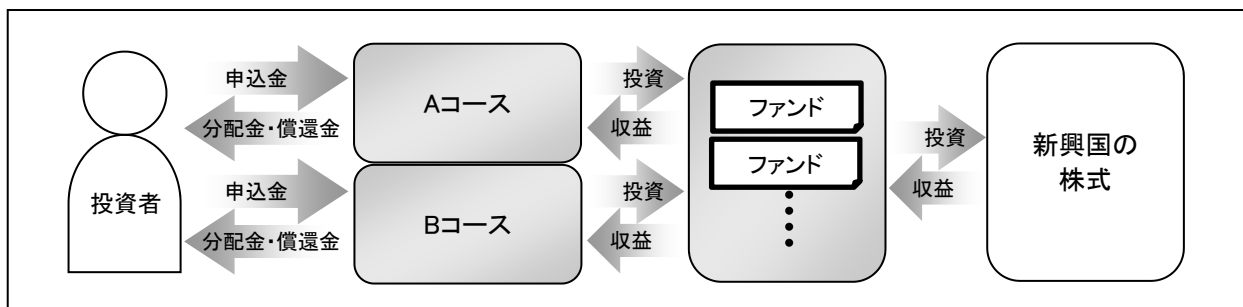 申込金
分配金・償還金
投資者
申込金
分配金・償還金
Aコース
Bコース
投資
収益
投資
収益
ファンド
ファンド
投資
収益
新興国の
株式